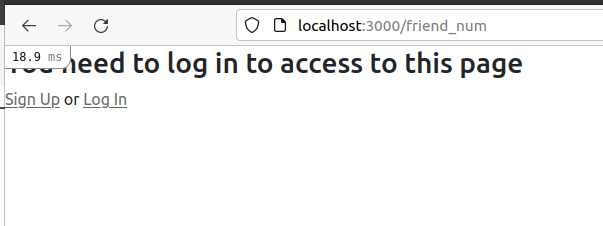 localhost:3000/friend_num
18.9 ms
need to log in to access to this page
Sign Up or Log In